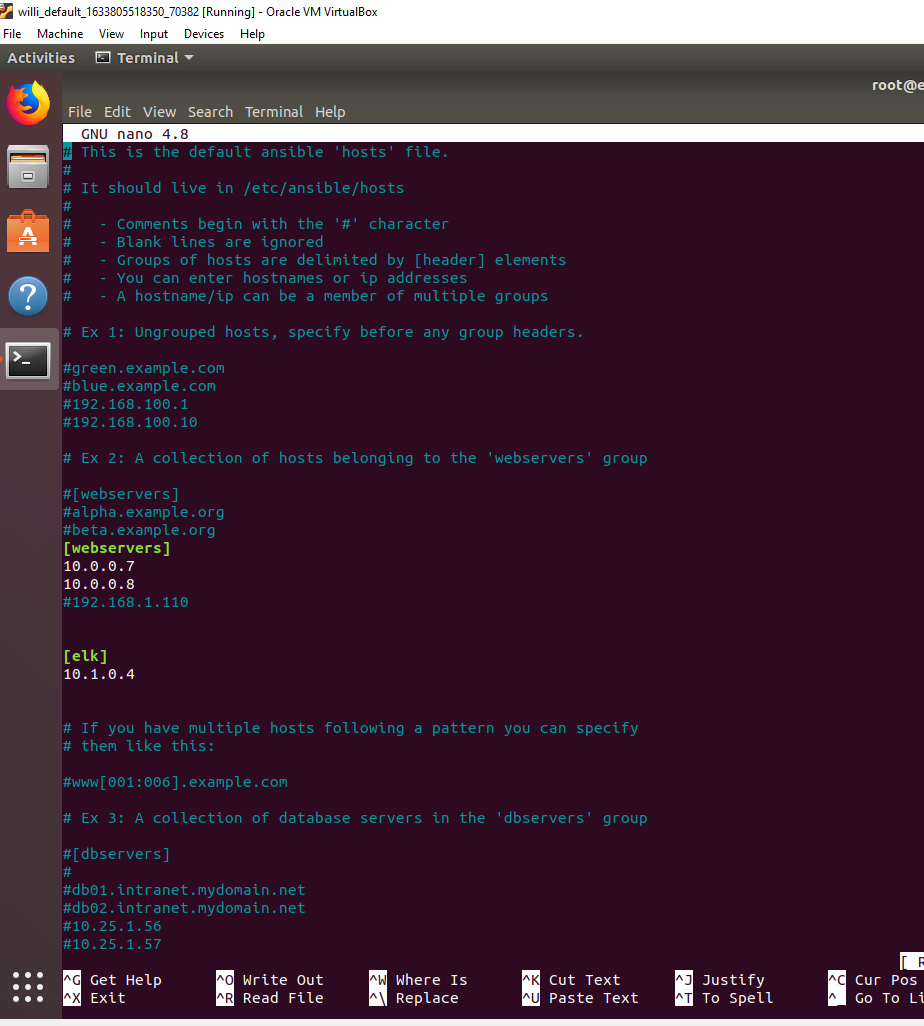 willi_default_1633805518350_70382 [Running] - Oracle VM VirtualBox
File Machine View Input Devices Help
Activities Terminal
root@e
File Edit View Search Terminal Help
GNU nano 4.8
# This is the default ansible 'hosts' file.
#
# It should live in /etc/ansible/hosts
#
#   - Comments begin with the '#' character
#   - Blank lines are ignored
#   - Groups of hosts are delimited by [header] elements
#   - You can enter hostnames or ip addresses
#   - A hostname/ip can be a member of multiple groups
# Ex 1: Ungrouped hosts, specify before any group headers.
#green.example.com
#blue.example.com
#192.168.100.1
#192.168.100.10
# Ex 2: A collection of hosts belonging to the 'webservers' group
#[webservers]
#alpha.example.org
#beta.example.org
[webservers]
10.0.0.7
10.0.0.8
#192.168.1.110
[elk]
10.1.0.4
# If you have multiple hosts following a pattern you can specify
# them like this:
#www[001:006].example.com
# Ex 3: A collection of database servers in the 'dbservers' group
#[dbservers]
#
#db01.intranet.mydomain.net
#db02.intranet.mydomain.net
#10.25.1.56
#10.25.1.57
[ R
^G Get Help ^O Write Out ^W Where Is ^K Cut Text ^J Justify ^C Cur Pos
^X Exit ^R Read File ^\ Replace ^U Paste Text ^T To Spell ^_ Go To Li